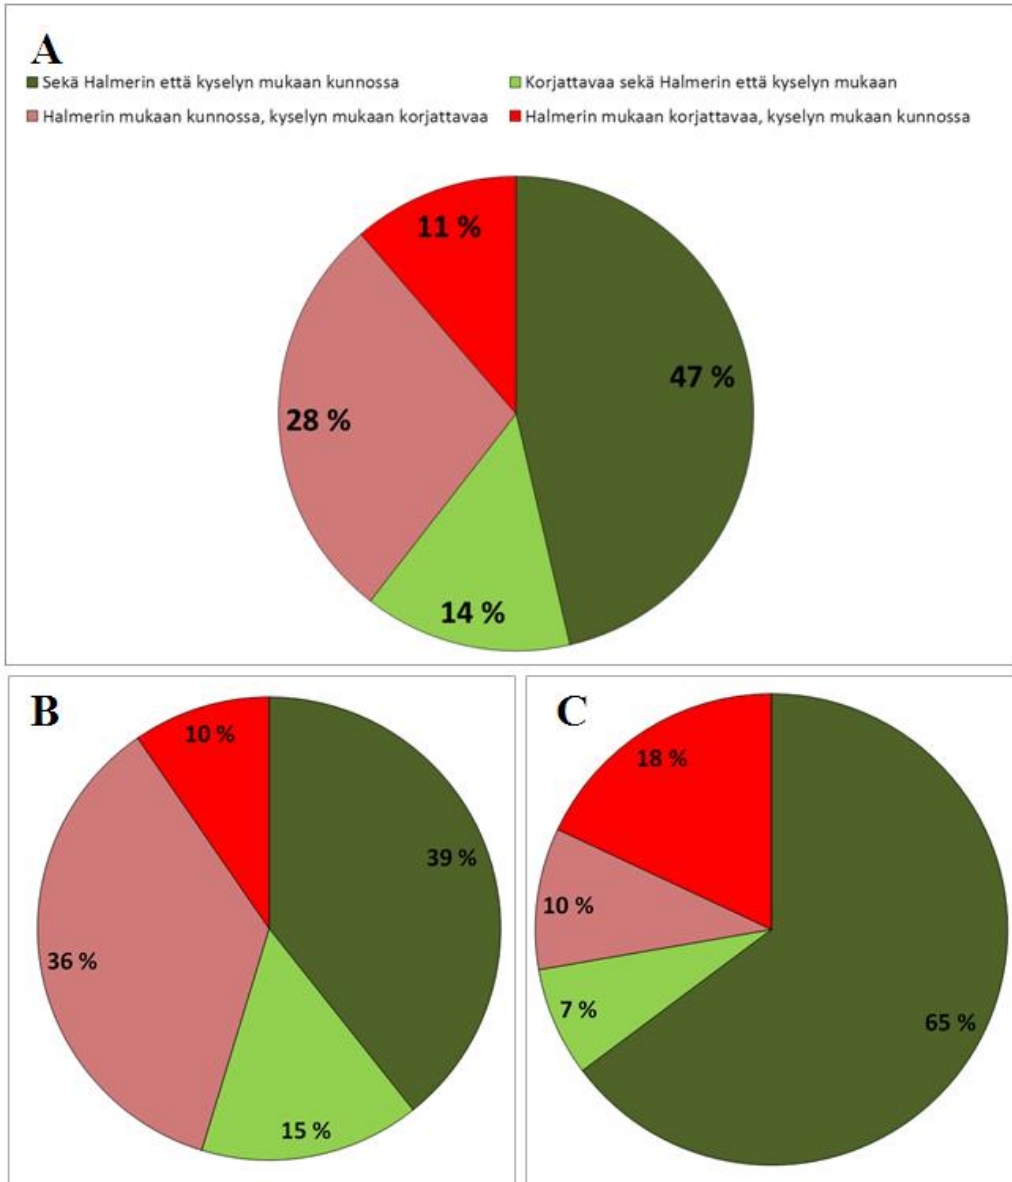 A
Sekä Halmerin että kyselyn mukaan kunnossa
Korjattavaa sekä Halmerin että kyselyn mukaan
Halmerin mukaan kunnossa, kyselyn mukaan korjattavaa
Halmerin mukaan korjattavaa, kyselyn mukaan kunnossa
11 %
47 %
28 %
14 %
B
10 %
39 %
36 %
15 %
C
18 %
10 %
7 %
65 %